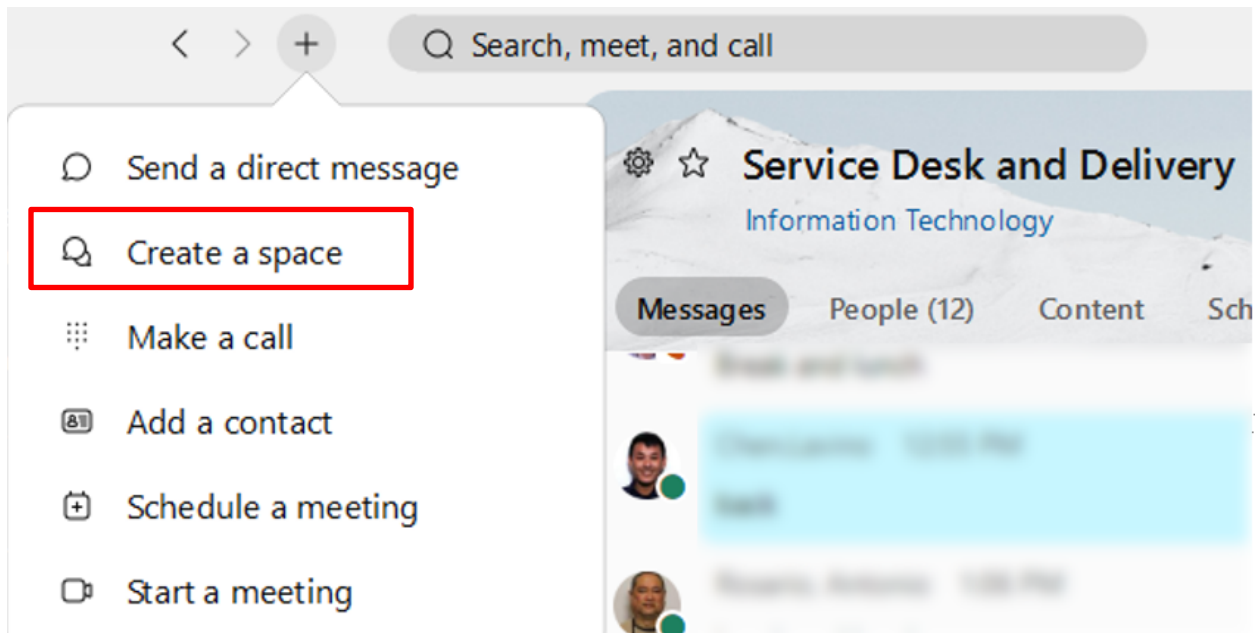 Search, meet, and call
Send a direct message
Create a space
Make a call
Add a contact
Schedule a meeting
Start a meeting
Service Desk and Delivery
Information Technology
Messages People (12) Content Sch